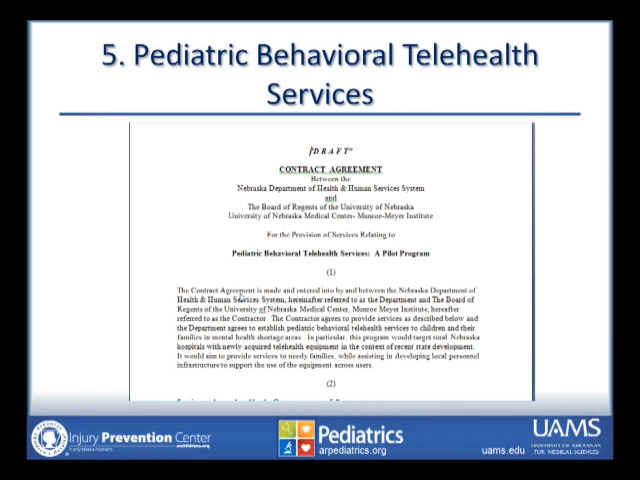 5. Pediatric Behavioral Telehealth
Services
"D R A F T"
CONTRACT AGREEMENT
Between the
Nebraska Department of Health & Human Services System
and
The Board of Regents of the University of Nebraska
University of Nebraska Medical Center- Munroe-Meyer Institute
For the Provision of Services Relating to
Pediatric Behavioral Telehealth Services: A Pilot Program
(1)
The Contract Agreement is made and entered into by and between the Nebraska Department of
Health & Human Services System, hereinafter referred to as the Department and The Board of
Regents of the University of Nebraska Medical Center, Munroe Meyer Institute, hereafter
referred to as the Contractor. The Contractor agrees to provide services as described below and
the Department agrees to establish pediatric behavioral telehealth services to children and their
families in mental health shortage areas. In particular, this program would target rural Nebraska
hospitals with newly acquired telehealth equipment in the context of recent state development.
It would aim to provide services to needy families, while assisting in developing local personnel
infrastructure to support the use of the equipment across users.
(2)
Injury Prevention Center
Pediatrics
arpediatrics.org
uams.edu
UAMS
UNIVERSITY OF ARKANSAS
FOR MEDICAL SCIENCES